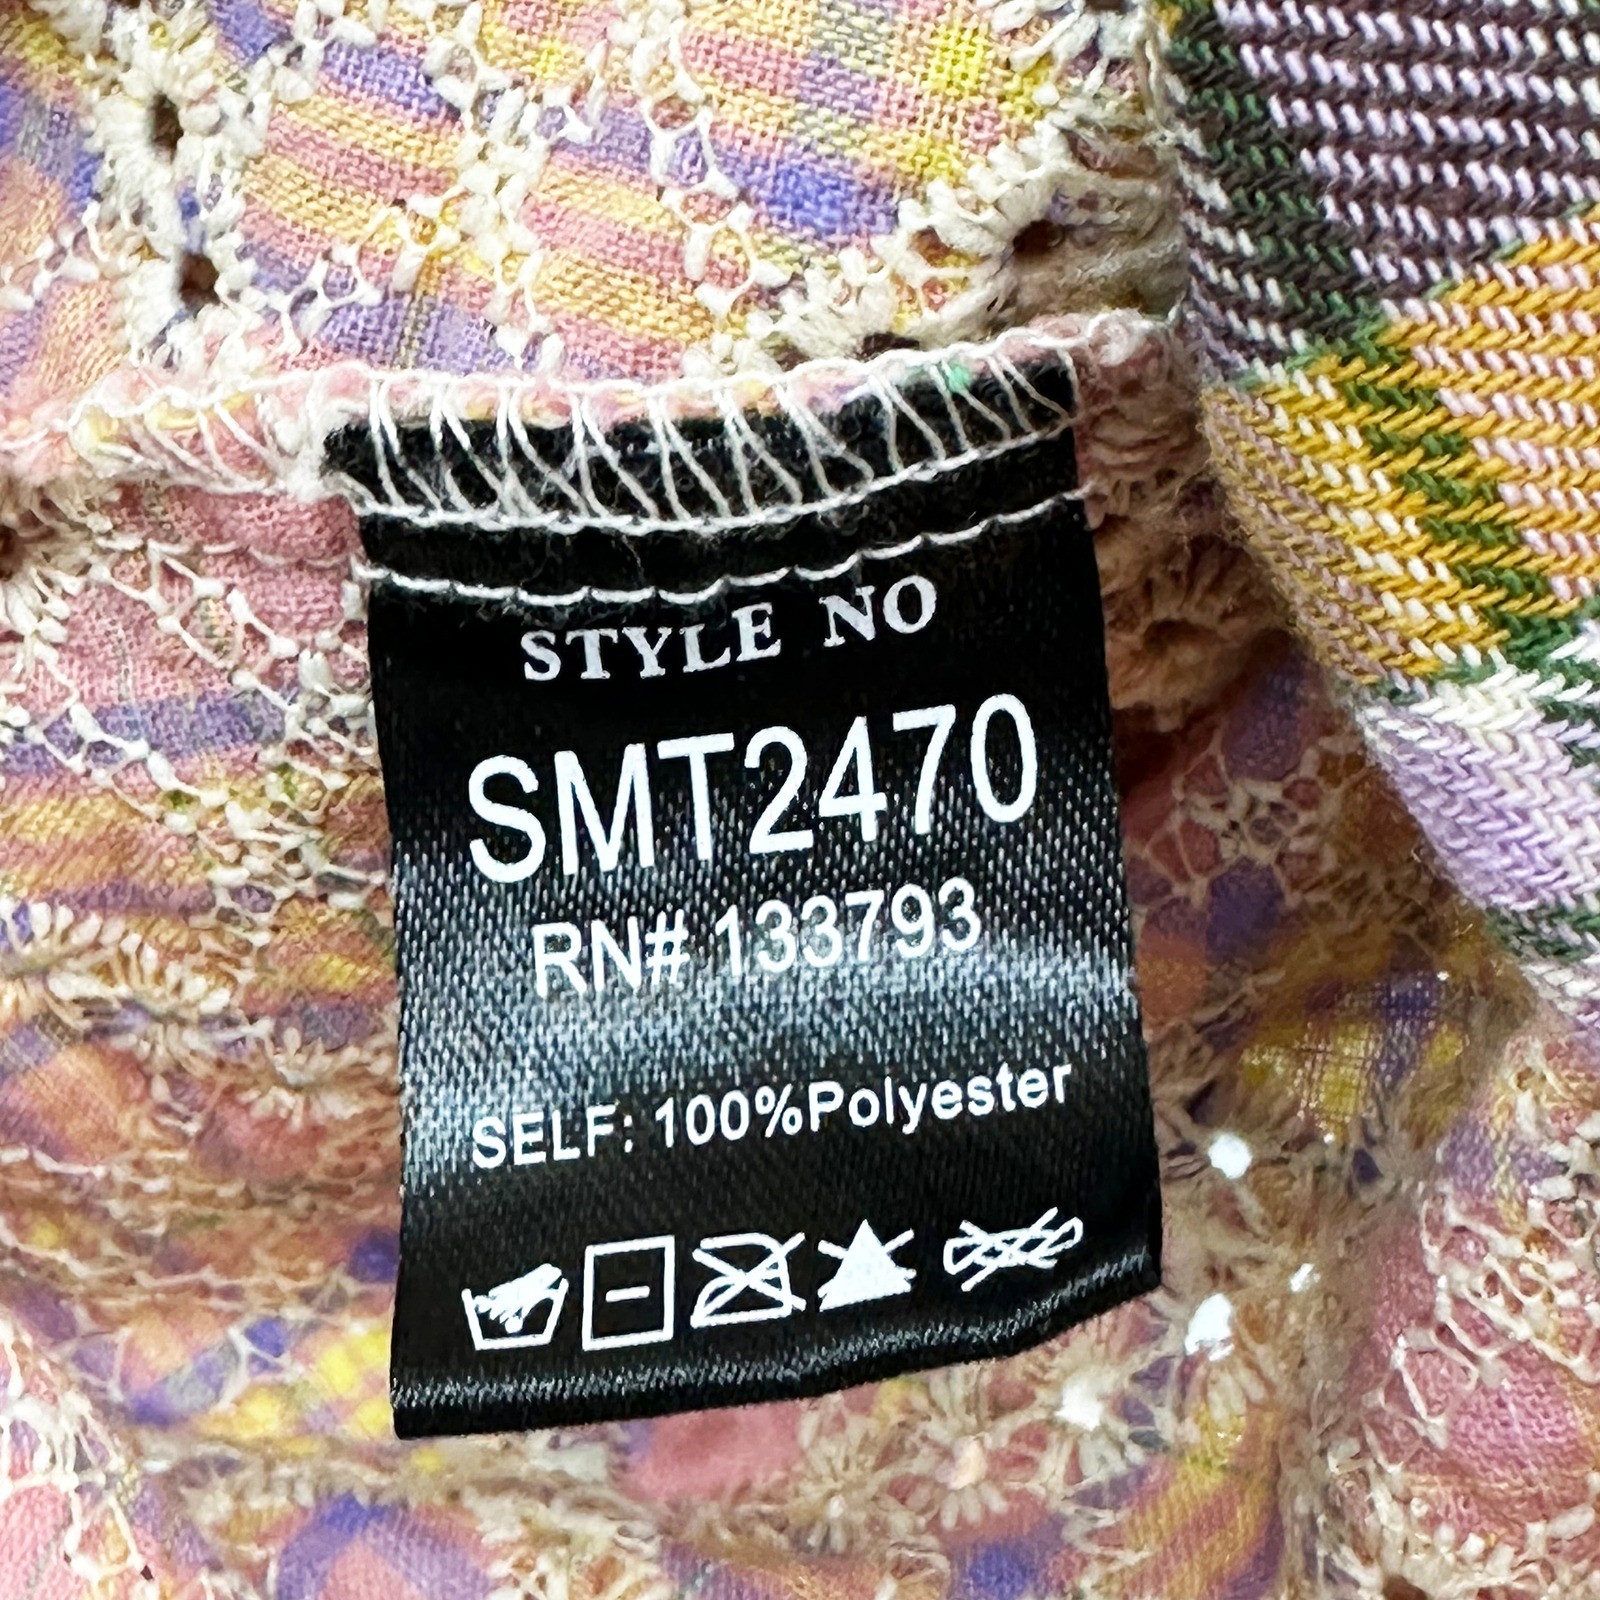 STYLE NO
SMT2470
RN# 133793
SELF: 100%Polyester